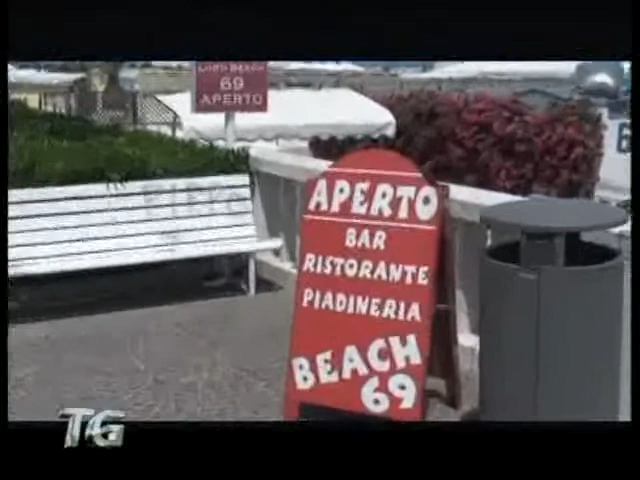 69
APERTO
APERTO
BAR
RISTORANTE
PIADINERIA
BEACH
69
TG